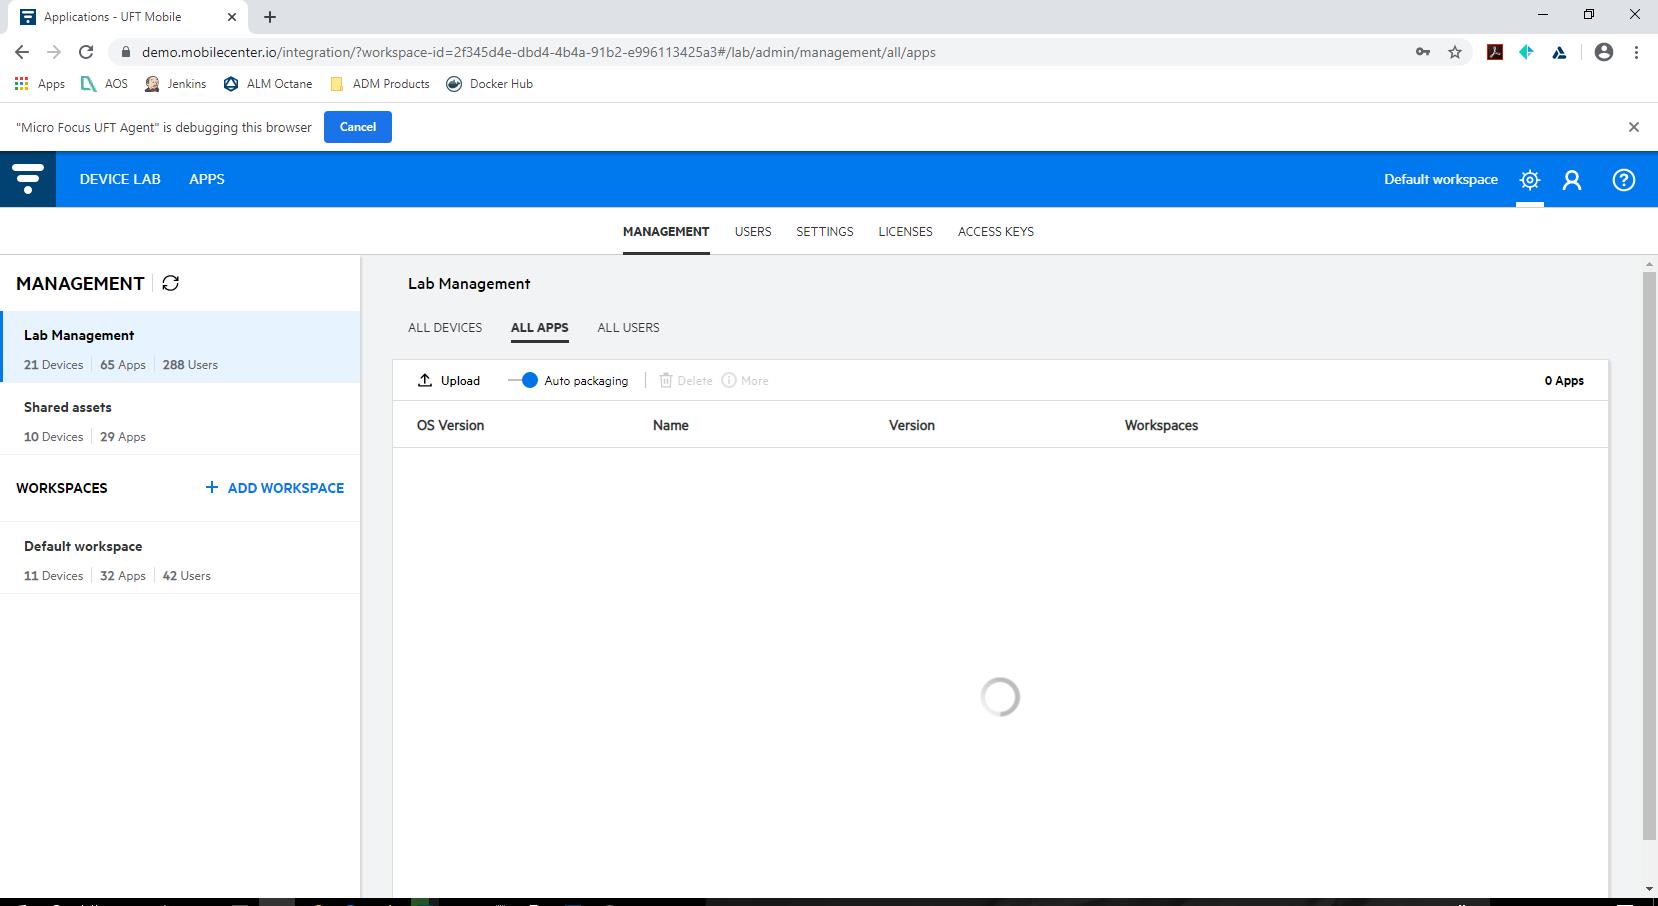 Applications - UFT Mobile
demo.mobilecenter.io/integration/?workspace-id=2f345d4e-dbd4-4b4a-91b2-e996113425a3#/lab/admin/management/all/apps
Apps AOS Jenkins ALM Octane ADM Products Docker Hub
"Micro Focus UFT Agent" is debugging this browser Cancel
DEVICE LAB APPS Default workspace
MANAGEMENT USERS SETTINGS LICENSES ACCESS KEYS
MANAGEMENT
Lab Management
21 Devices 65 Apps 288 Users
Shared assets
10 Devices 29 Apps
WORKSPACES + ADD WORKSPACE
Default workspace
11 Devices 32 Apps 42 Users
Lab Management
ALL DEVICES ALL APPS ALL USERS
Upload Auto packaging Delete More 0 Apps
OS Version Name Version Workspaces